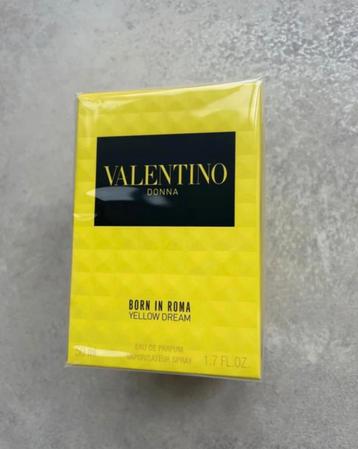 VALENTINO
DONNA
BORN IN ROMA
YELLOW DREAM
EAU DE PARFUM
VAPORISATEUR SPRAY 1.7 FL.OZ.